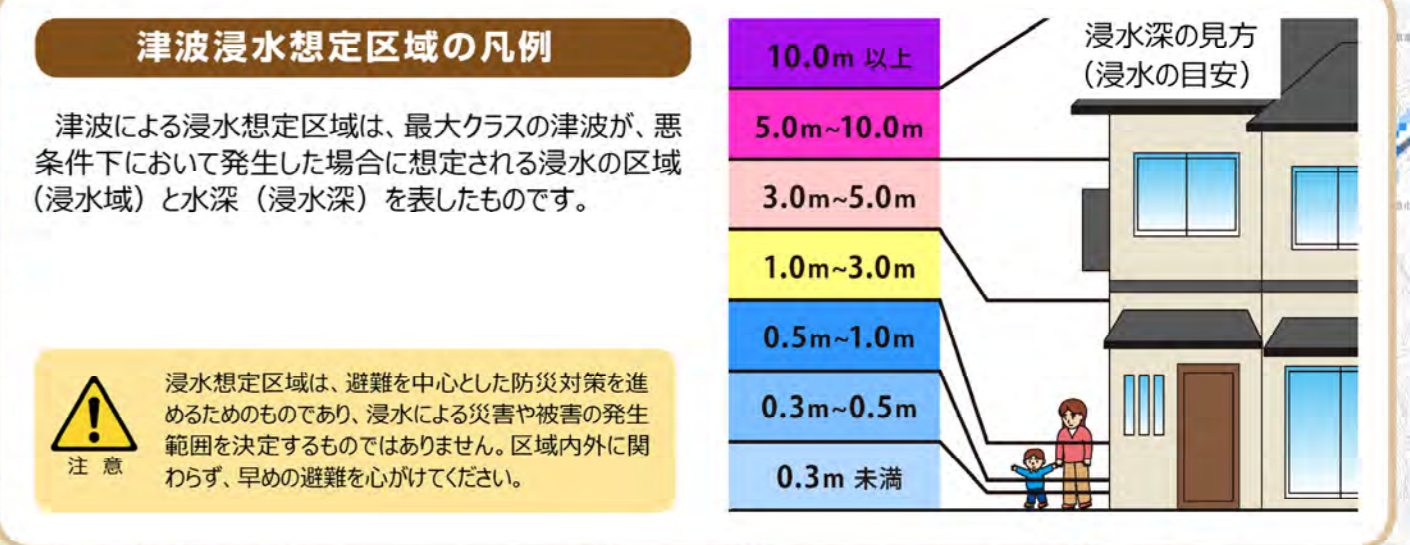 津波浸水想定区域の凡例
津波による浸水想定区域は、最大クラスの津波が、悪
条件下において発生した場合に想定される浸水の区域
（浸水域）と水深（浸水深）を表したものです。
注 意
浸水想定区域は、避難を中心とした防災対策を進
めるためのものであり、浸水による災害や被害の発生
範囲を決定するものではありません。区域内外に関
わらず、早めの避難を心がけてください。
浸水深の見方
（浸水の目安）
10.0m 以上
5.0m~10.0m
3.0m~5.0m
1.0m~3.0m
0.5m~1.0m
0.3m~0.5m
0.3m 未満